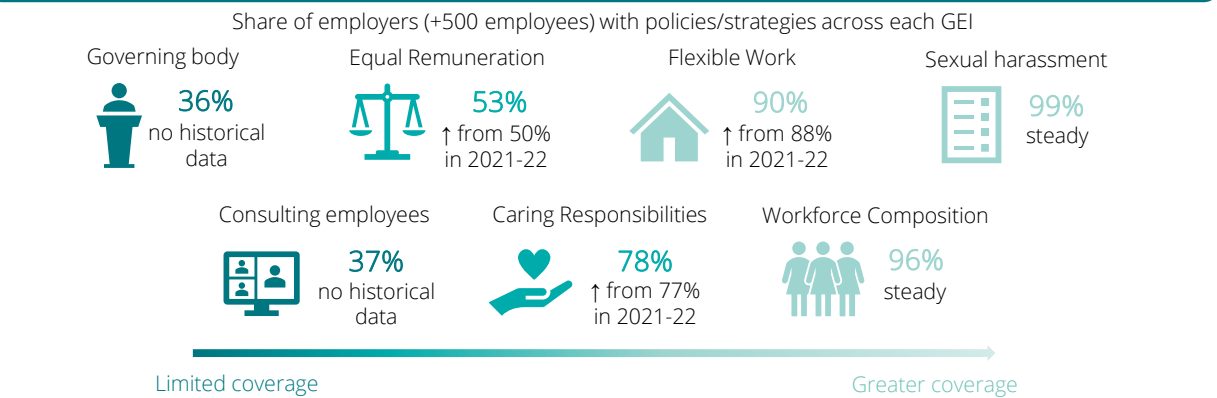 Share of employers (+500 employees) with policies/strategies across each GEI
Governing body
36%
no historical
data
Equal Remuneration
53%
↑ from 50%
in 2021-22
Flexible Work
90%
↑ from 88%
in 2021-22
Sexual harassment
99%
steady
Consulting employees
37%
no historical
data
Caring Responsibilities
78%
↑ from 77%
in 2021-22
Workforce Composition
96%
steady
Limited coverage
Greater coverage